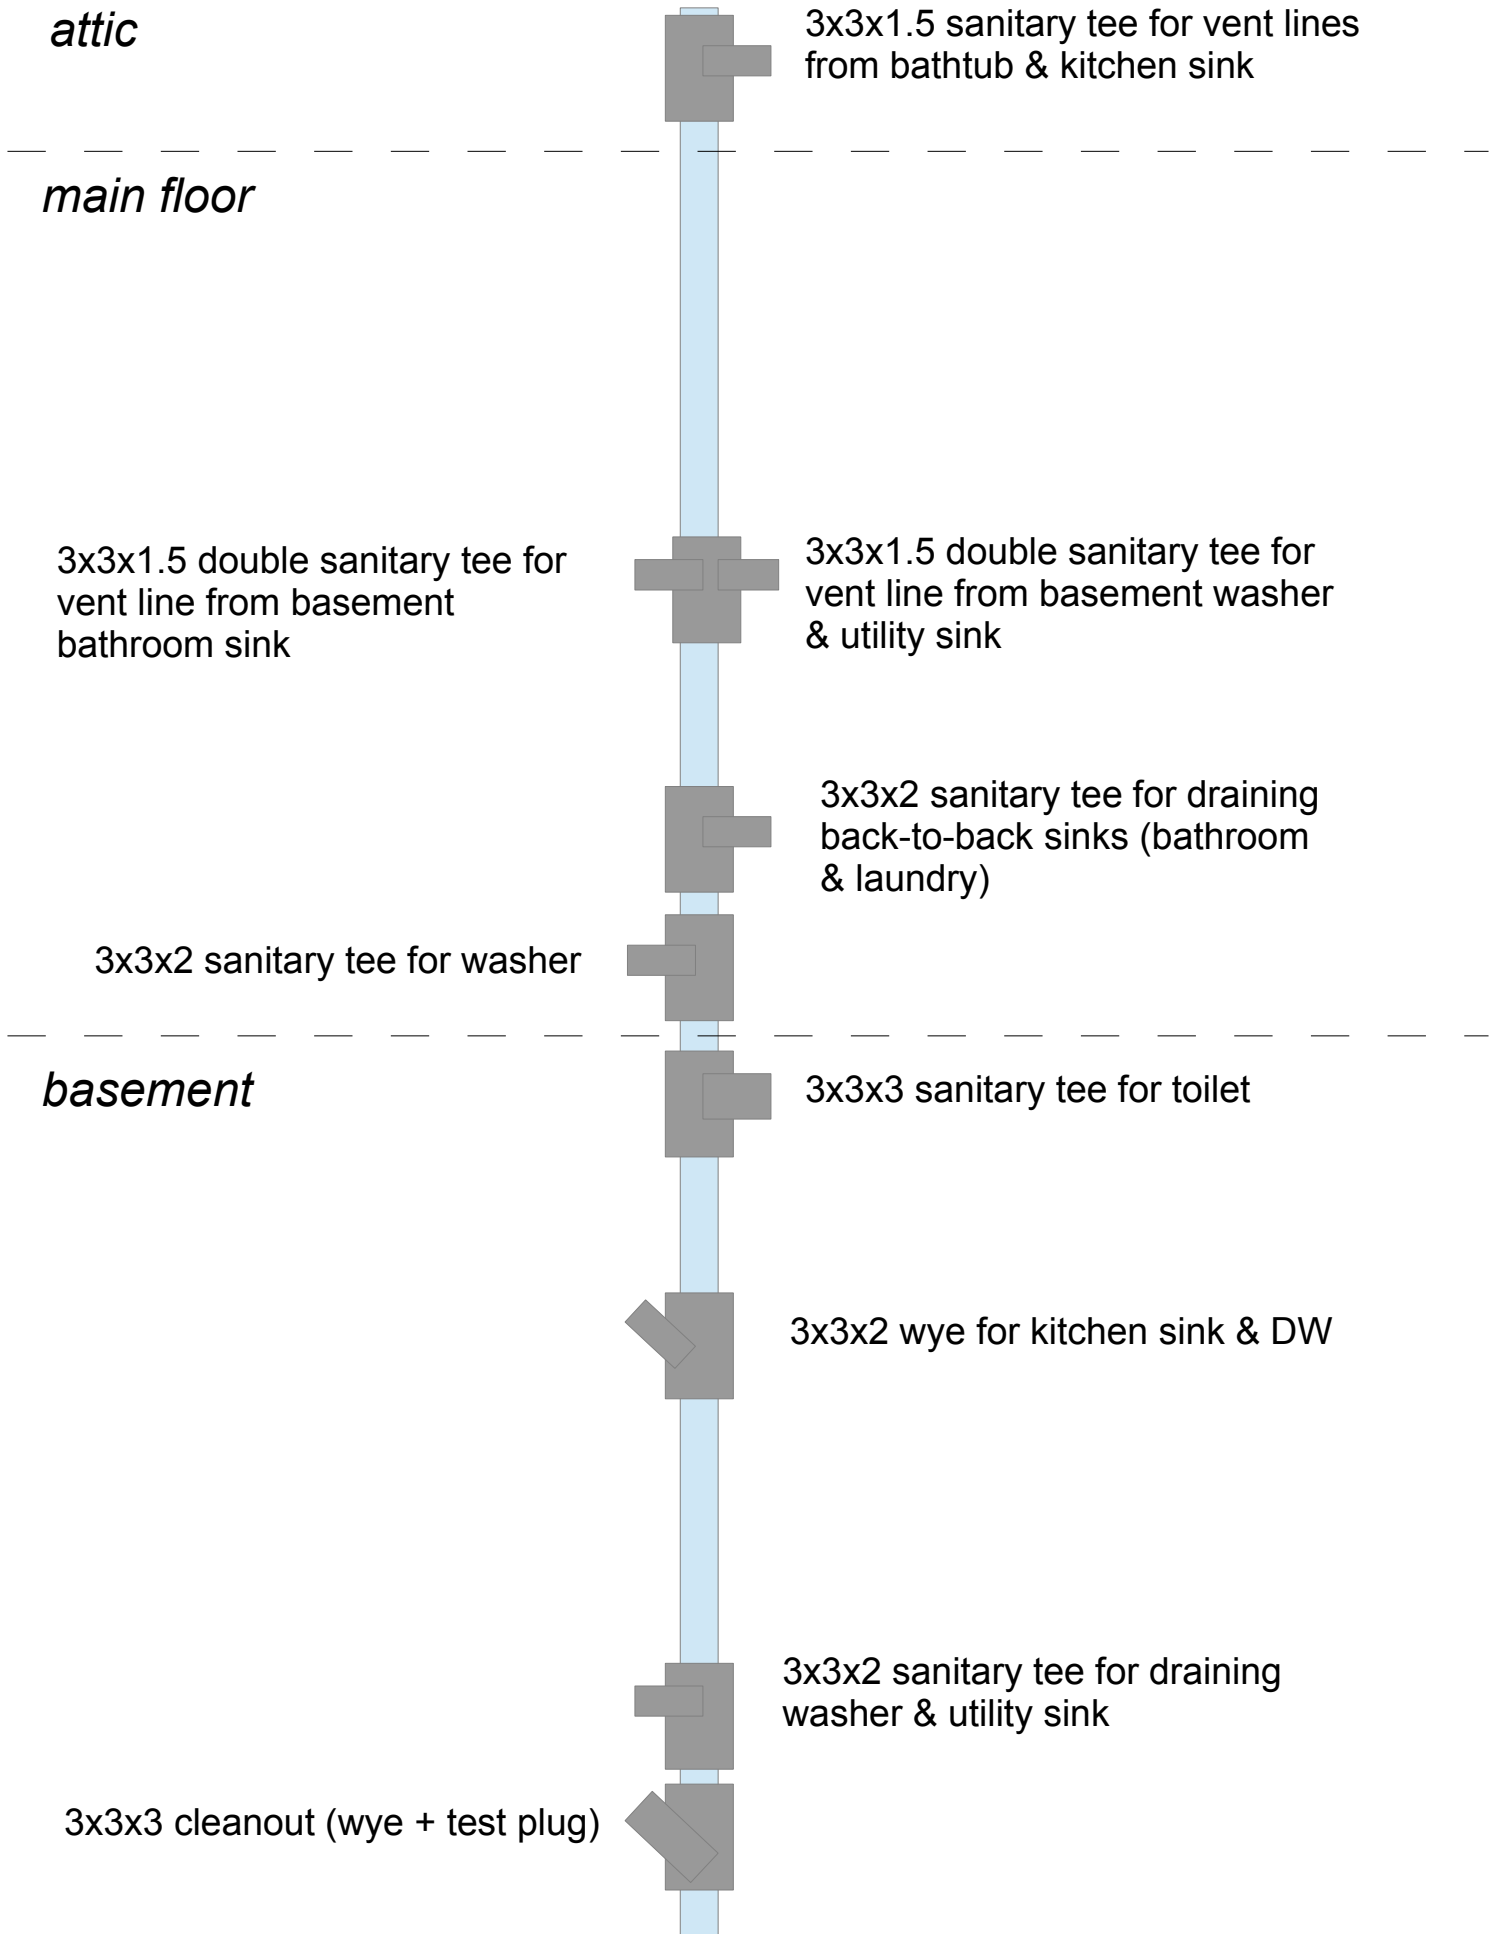 attic
3x3x1.5 sanitary tee for vent lines
from bathtub & kitchen sink
main floor
3x3x1.5 double sanitary tee for
vent line from basement
bathroom sink
3x3x1.5 double sanitary tee for
vent line from basement washer
& utility sink
3x3x2 sanitary tee for draining
back-to-back sinks (bathroom
& laundry)
3x3x2 sanitary tee for washer
basement
3x3x3 sanitary tee for toilet
3x3x2 wye for kitchen sink & DW
3x3x2 sanitary tee for draining
washer & utility sink
3x3x3 cleanout (wye + test plug)